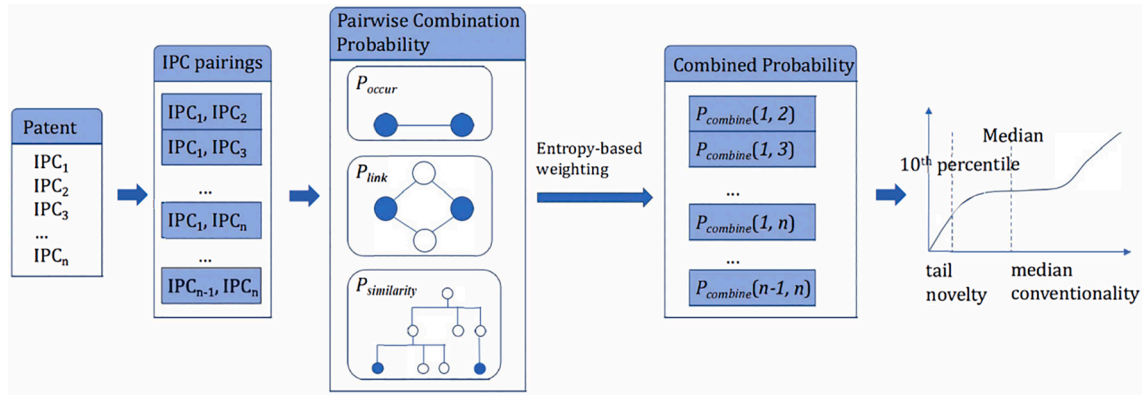 Patent
IPC1
IPC2
IPC3
...
IPCn
IPC pairings
IPC1, IPC2
IPC1, IPC3
...
IPC1, IPCn
...
IPCn-1, IPCn
Pairwise Combination
Probability
Poccur
Plink
Psimilarity
Entropy-based
weighting
Combined Probability
Pcombine(1, 2)
Pcombine(1, 3)
...
Pcombine(1, n)
...
Pcombine(n-1, n)
Median
10th percentile
tail
novelty
median
conventionality